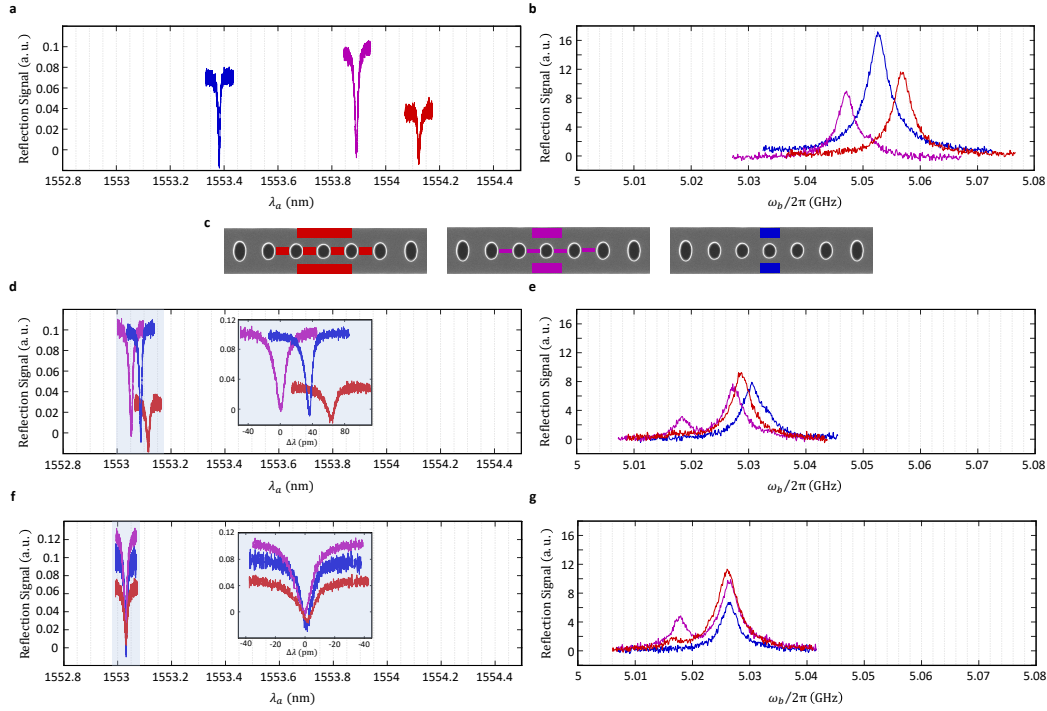 a
Reflection Signal (a. u.)
0.1
0.08
0.06
0.04
0.02
0
1552.8 1553 1553.2 1553.4 1553.6 1553.8 1554 1554.2 1554.4
λa (nm)
b
Reflection Signal (a. u.)
16
12
8
4
0
5 5.01 5.02 5.03 5.04 5.05 5.06 5.07 5.08
ωb/2π (GHz)
c
d
Reflection Signal (a. u.)
0.1
0.08
0.06
0.04
0.02
0
1552.8 1553 1553.2 1553.4 1553.6 1553.8 1554 1554.2 1554.4
λa (nm)
0.12
0.08
0.04
0
-40 0 40 80
Δλ (pm)
e
Reflection Signal (a. u.)
16
12
8
4
0
5 5.01 5.02 5.03 5.04 5.05 5.06 5.07 5.08
ωb/2π (GHz)
f
Reflection Signal (a. u.)
0.12
0.1
0.08
0.06
0.04
0.02
0
1552.8 1553 1553.2 1553.4 1553.6 1553.8 1554 1554.2 1554.4
λa (nm)
0.12
0.08
0.04
0
-40 -20 0 -20 -40
Δλ (pm)
g
Reflection Signal (a. u.)
16
12
8
4
0
5 5.01 5.02 5.03 5.04 5.05 5.06 5.07 5.08
ωb/2π (GHz)